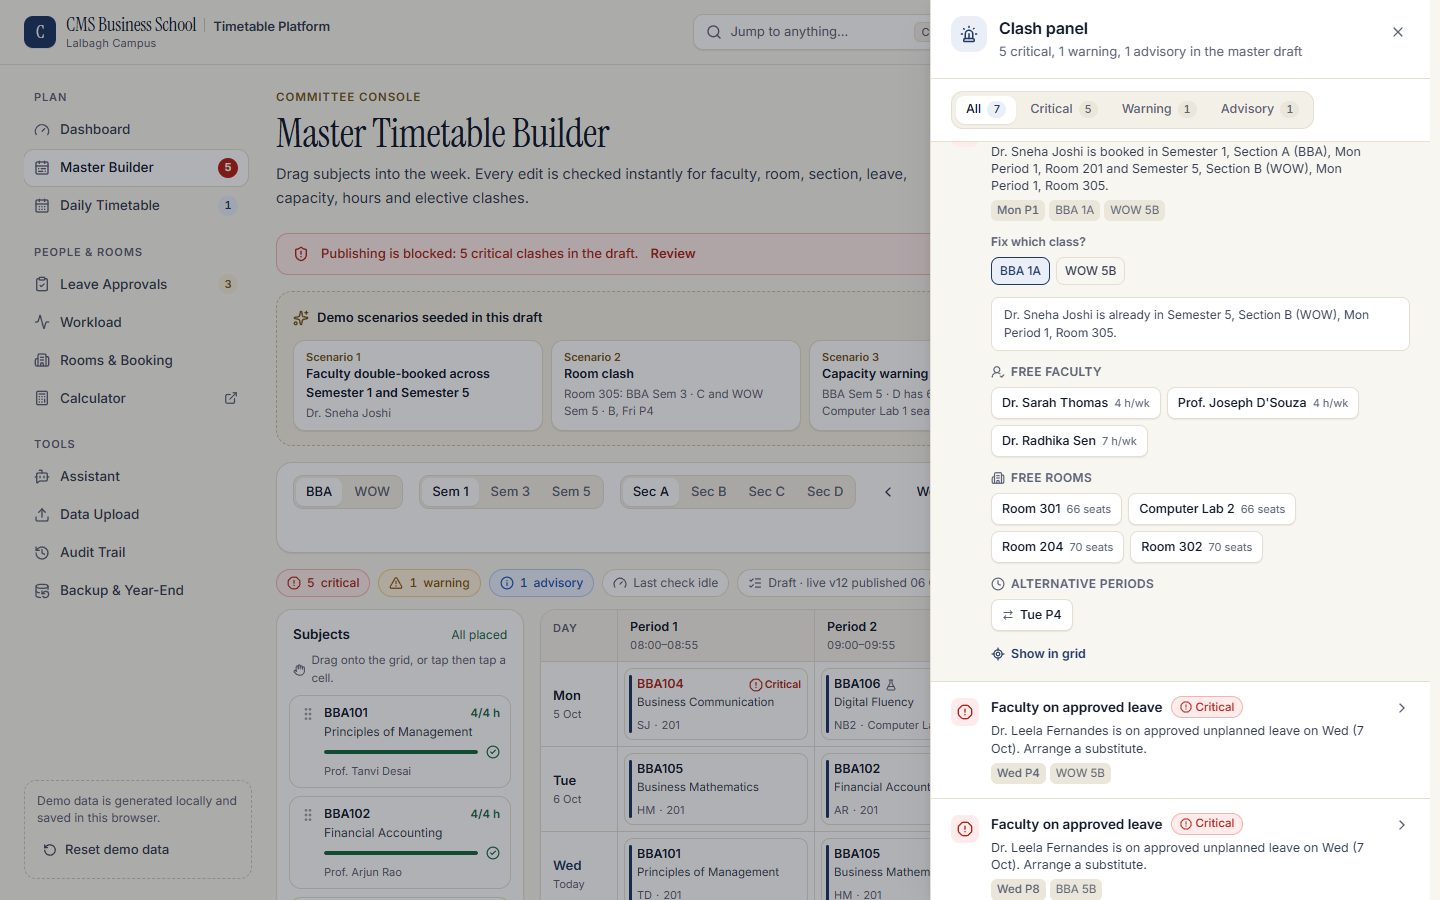 C
CMS Business School
Timetable Platform
Lalbagh Campus
Jump to anything...
PLAN
Dashboard
Master Builder
5
Daily Timetable
1
PEOPLE & ROOMS
Leave Approvals
3
Workload
Rooms & Booking
Calculator
TOOLS
Assistant
Data Upload
Audit Trail
Backup & Year-End
Demo data is generated locally and
saved in this browser.
Reset demo data
COMMITTEE CONSOLE
Master Timetable Builder
Drag subjects into the week. Every edit is checked instantly for faculty, room, section, leave,
capacity, hours and elective clashes.
Publishing is blocked: 5 critical clashes in the draft. Review
Demo scenarios seeded in this draft
Scenario 1
Faculty double-booked across
Semester 1 and Semester 5
Dr. Sneha Joshi
Scenario 2
Room clash
Room 305: BBA Sem 3 · C and WOW
Sem 5 · B, Fri P4
Scenario 3
Capacity warning
BBA Sem 5 · D has
Computer Lab 1
BBA WOW
Sem 1 Sem 3 Sem 5
Sec A Sec B Sec C Sec D
5 critical
1 warning
1 advisory
Last check idle
Draft · live v12 published 06
Subjects
All placed
Drag onto the grid, or tap then tap a
cell.
BBA101
4/4 h
Principles of Management
Prof. Tanvi Desai
BBA102
4/4 h
Financial Accounting
Prof. Arjun Rao
DAY
Period 1
08:00–08:55
Period 2
09:00–09:55
Mon
5 Oct
BBA104
Critical
Business Communication
SJ · 201
BBA106
Digital Fluency
NB2 · Computer
Tue
6 Oct
BBA105
Business Mathematics
HM · 201
BBA102
Financial
AR · 201
Wed
Today
BBA101
Principles of Management
TD · 201
BBA105
Business
HM · 201
Clash panel
5 critical, 1 warning, 1 advisory in the master draft
All 7
Critical 5
Warning 1
Advisory 1
Dr. Sneha Joshi is booked in Semester 1, Section A (BBA), Mon
Period 1, Room 201 and Semester 5, Section B (WOW), Mon
Period 1, Room 305.
Mon P1 BBA 1A WOW 5B
Fix which class?
BBA 1A WOW 5B
Dr. Sneha Joshi is already in Semester 5, Section B (WOW), Mon
Period 1, Room 305.
FREE FACULTY
Dr. Sarah Thomas 4 h/wk
Prof. Joseph D'Souza 4 h/wk
Dr. Radhika Sen 7 h/wk
FREE ROOMS
Room 301 66 seats
Computer Lab 2 66 seats
Room 204 70 seats
Room 302 70 seats
ALTERNATIVE PERIODS
Tue P4
Show in grid
Faculty on approved leave
Critical
Dr. Leela Fernandes is on approved unplanned leave on Wed (7
Oct). Arrange a substitute.
Wed P4 WOW 5B
Faculty on approved leave
Critical
Dr. Leela Fernandes is on approved unplanned leave on Wed (7
Oct). Arrange a substitute.
Wed P8 BBA 5B